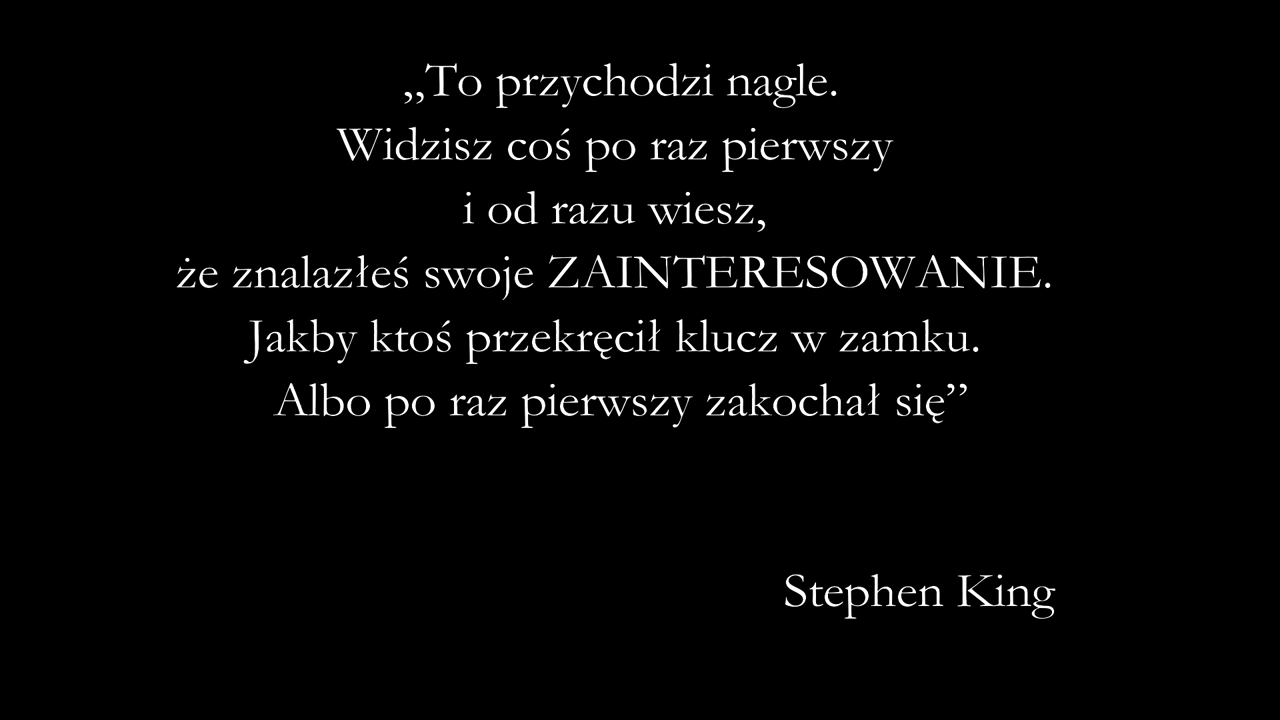 „To przychodzi nagle.
Widzisz coś po raz pierwszy
i od razu wiesz,
że znalazłeś swoje ZAINTERESOWANIE.
Jakby ktoś przekręcił klucz w zamku.
Albo po raz pierwszy zakochał się”
Stephen King